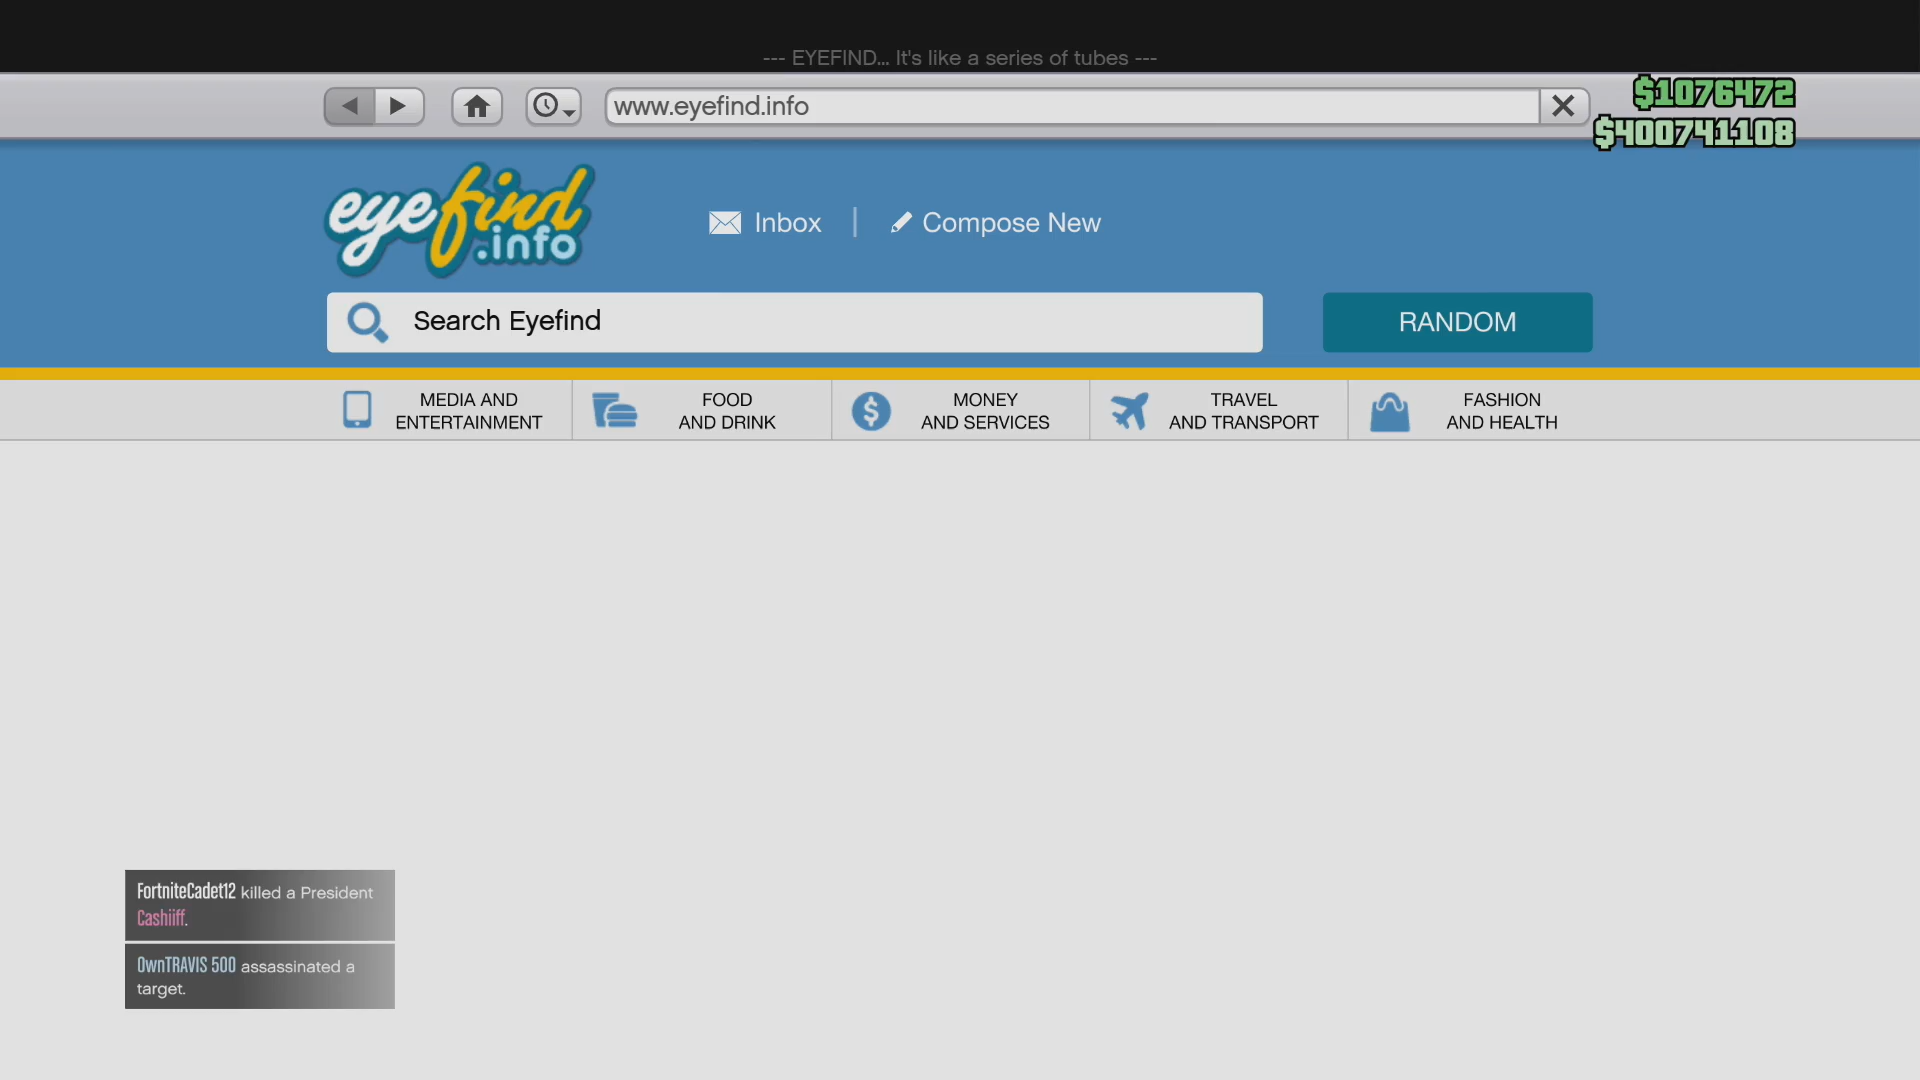 --- EYEFIND... It's like a series of tubes ---
www.eyefind.info
$1076472
$400741108
eyefind
.info
Inbox
Compose New
Search Eyefind
RANDOM
MEDIA AND
ENTERTAINMENT
FOOD
AND DRINK
MONEY
AND SERVICES
TRAVEL
AND TRANSPORT
FASHION
AND HEALTH
FortniteCadet12 killed a President
Cashiiff.
OwnTRAVIS 500 assassinated a
target.